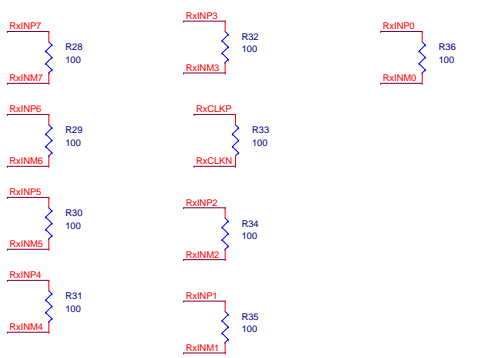 RxINP7
R28
100
RxINM7
RxINP6
R29
100
RxINM6
RxINP5
R30
100
RxINM5
RxINP4
R31
100
RxINM4
RxINP3
R32
100
RxINM3
RxCLKP
R33
100
RxCLKN
RxINP2
R34
100
RxINM2
RxINP1
R35
100
RxINM1
RxINP0
R36
100
RxINM0